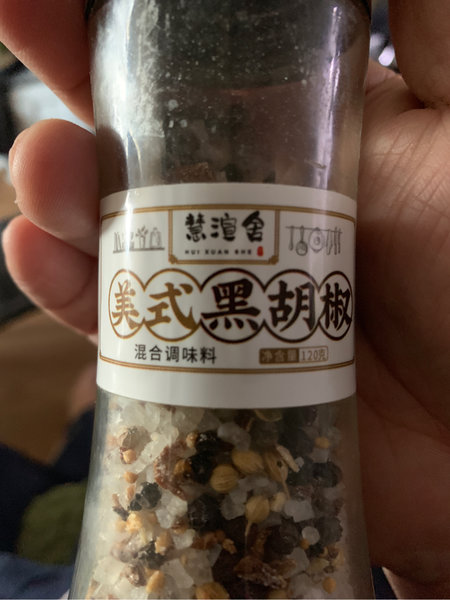 慧渲舍
HUI XUAN SHE
美式黑胡椒
混合调味料
净含量 120克